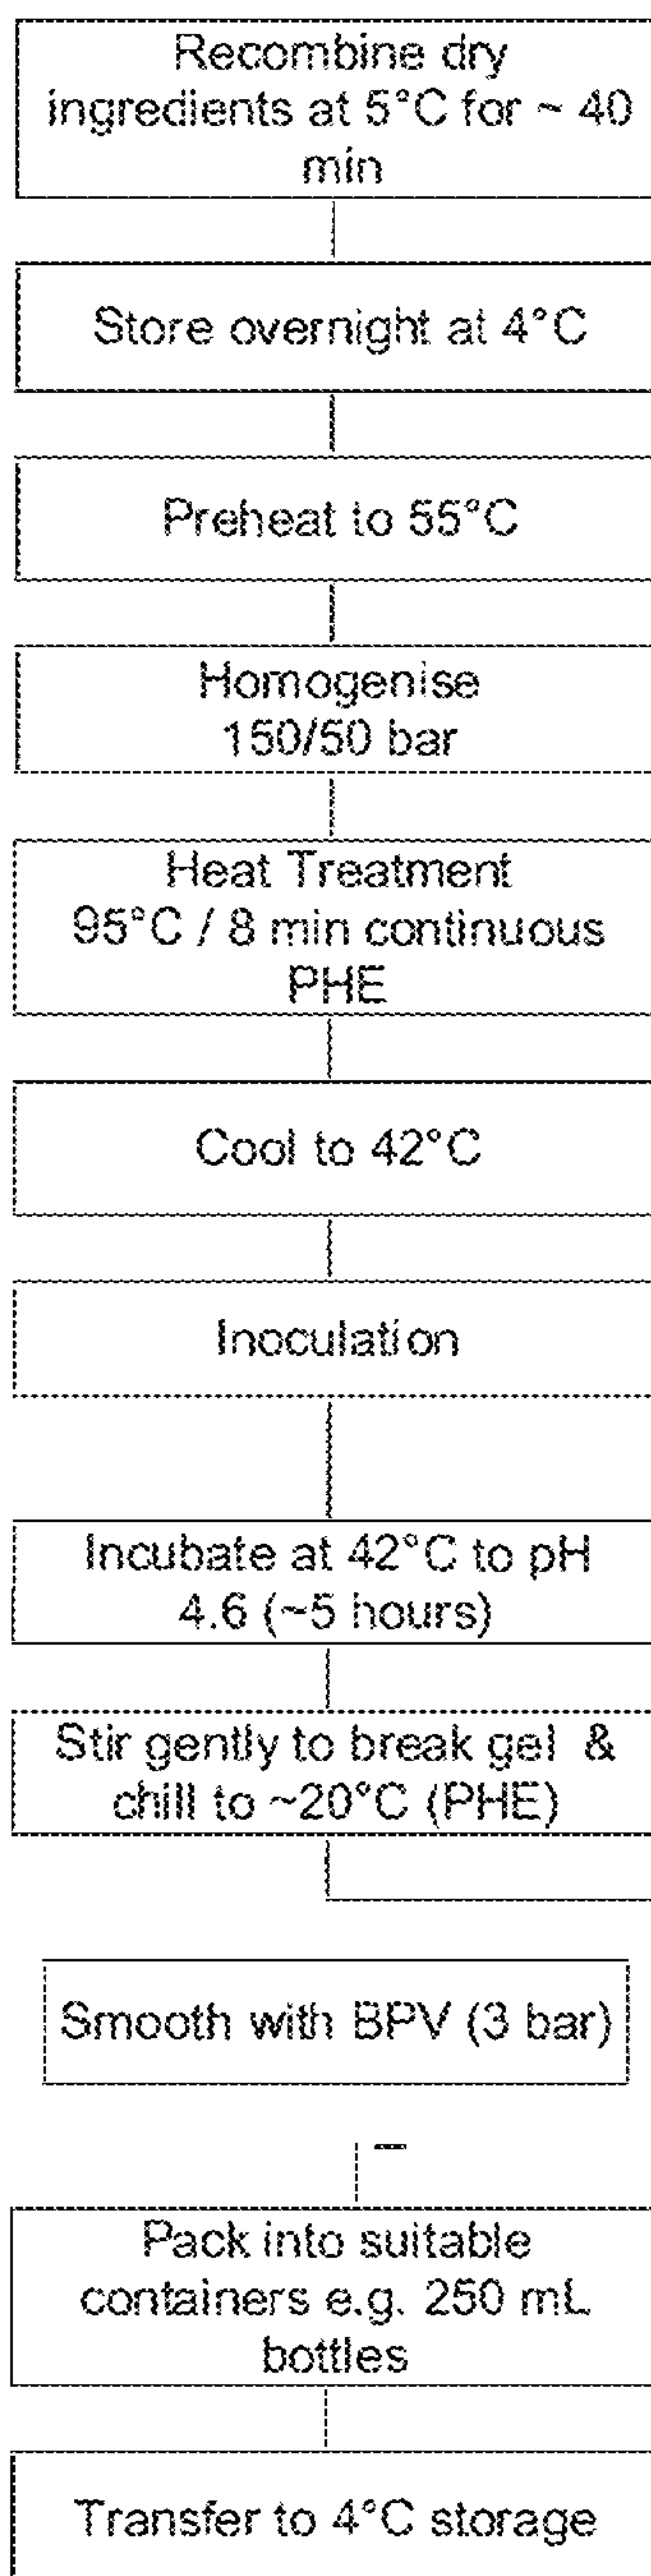 Recombine dry
ingredients at 5°C for ~ 40
min
Store overnight at 4°C
Preheat to 55°C
Homogenise
150/50 bar
Heat Treatment
95°C / 8 min continuous
PHE
Cool to 42°C
Inoculation
Incubate at 42°C to pH
4.6 (~5 hours)
Stir gently to break gel &
chill to ~20°C (PHE)
Smooth with BPV (3 bar)
Pack into suitable
containers e.g. 250 mL
bottles
Transfer to 4°C storage